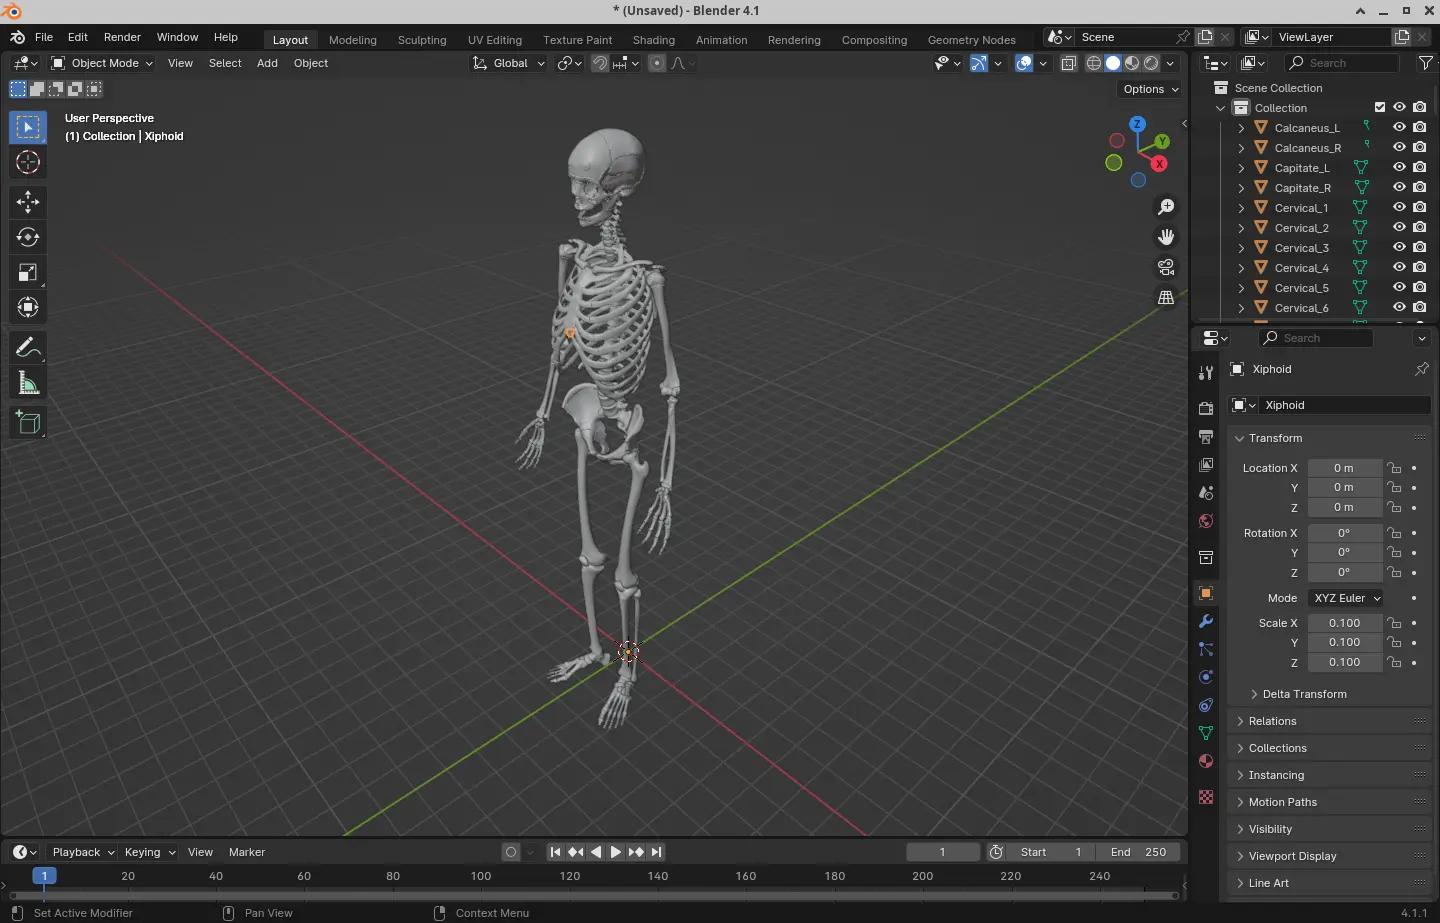 * (Unsaved) - Blender 4.1
File Edit Render Window Help
Layout Modeling Sculpting UV Editing Texture Paint Shading Animation Rendering Compositing Geometry Nodes
Scene
ViewLayer
Object Mode View Select Add Object
Global
Search
Options
User Perspective
(1) Collection | Xiphoid
Z
Y
X
Scene Collection
Collection
Calcaneus_L
Calcaneus_R
Capitate_L
Capitate_R
Cervical_1
Cervical_2
Cervical_3
Cervical_4
Cervical_5
Cervical_6
Search
Xiphoid
Xiphoid
Transform
Location X 0 m
Y 0 m
Z 0 m
Rotation X 0°
Y 0°
Z 0°
Mode XYZ Euler
Scale X 0.100
Y 0.100
Z 0.100
Delta Transform
Relations
Collections
Instancing
Motion Paths
Visibility
Viewport Display
Line Art
Playback Keying View Marker
1
Start 1 End 250
1 20 40 60 80 100 120 140 160 180 200 220 240
Set Active Modifier Pan View Context Menu
4.1.1